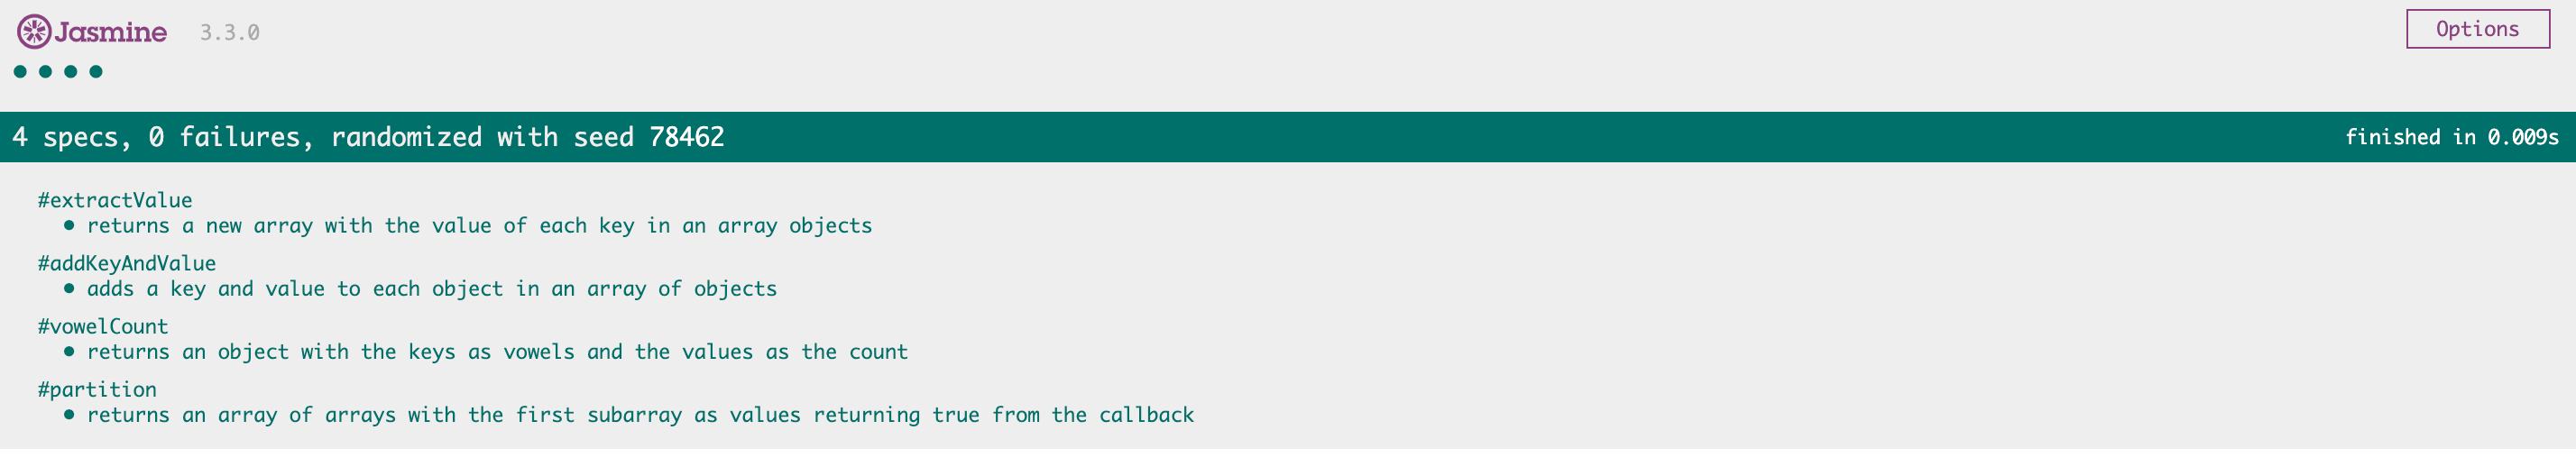 Jasmine 3.3.0 Options
4 specs, 0 failures, randomized with seed 78462 finished in 0.009s
#extractValue
• returns a new array with the value of each key in an array objects
#addKeyAndValue
• adds a key and value to each object in an array of objects
#vowelCount
• returns an object with the keys as vowels and the values as the count
#partition
• returns an array of arrays with the first subarray as values returning true from the callback